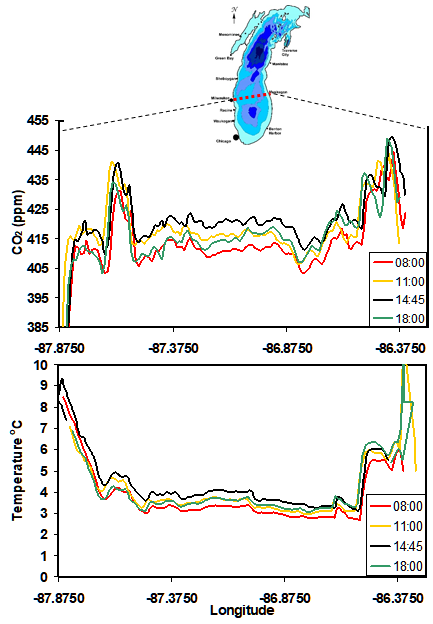 N
Menominee
Traverse
City
Green Bay
Manistee
Sheboygan
Muskegon
Milwaukee
Racine
Waukegan
Benton
Harbor
Chicago
455
445
435
425
415
405
395
385
CO2 (ppm)
08:00
11:00
14:45
18:00
-87.8750 -87.3750 -86.8750 -86.3750
10
9
8
7
6
5
4
3
2
1
0
Temperature °C
08:00
11:00
14:45
18:00
-87.8750 -87.3750 -86.8750 -86.3750
Longitude